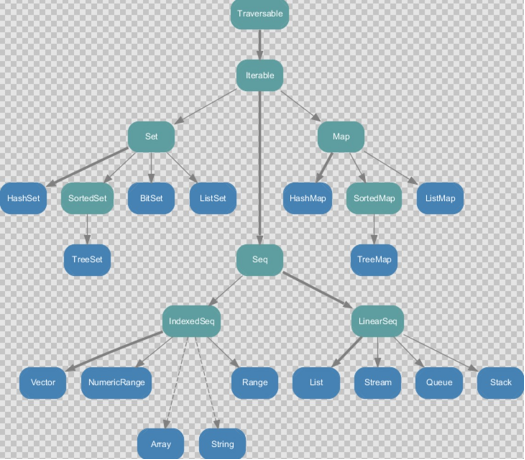 Traversable
Iterable
Set
Map
HashSet
SortedSet
BitSet
ListSet
HashMap
SortedMap
ListMap
TreeSet
Seq
TreeMap
IndexedSeq
LinearSeq
Vector
NumericRange
Range
List
Stream
Queue
Stack
Array
String